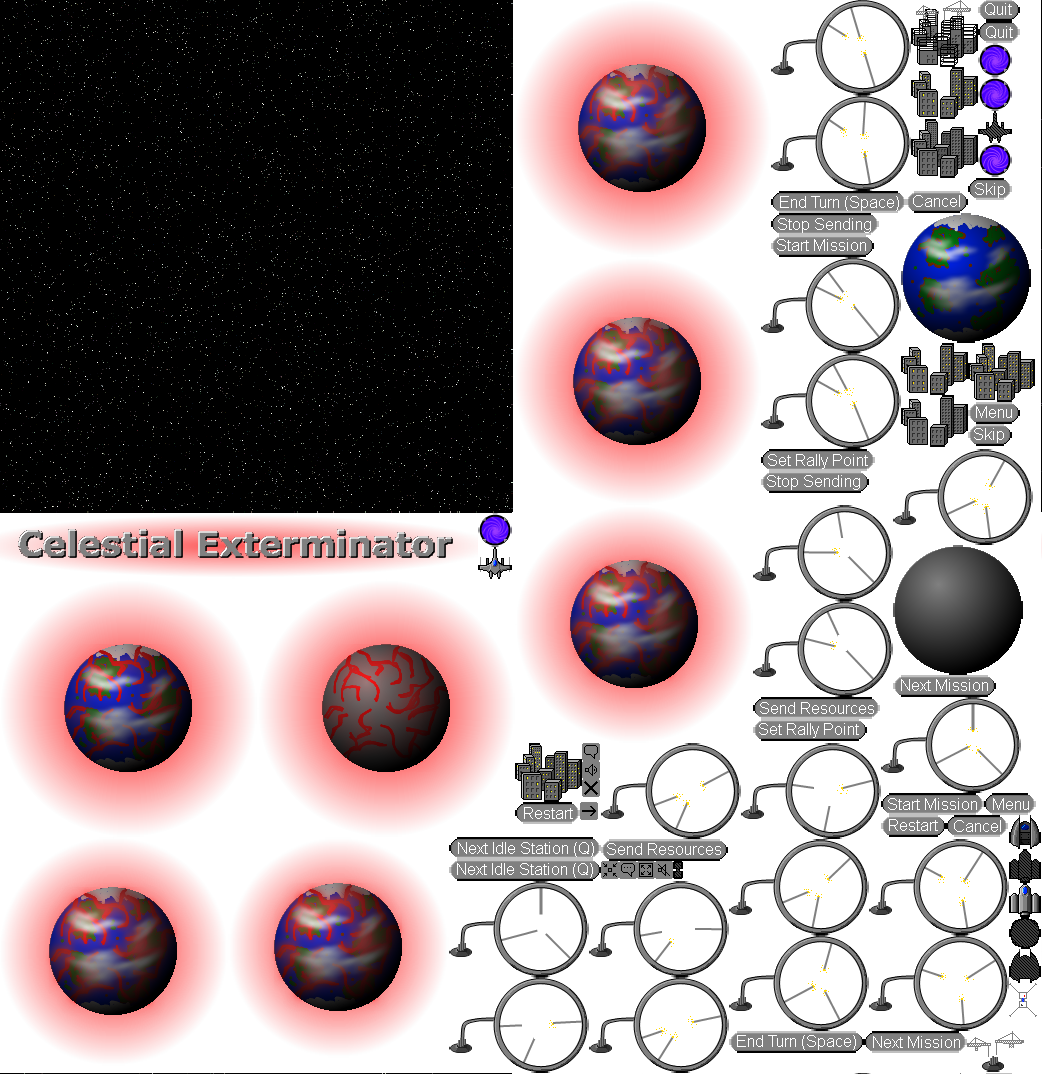 Quit
Quit
Skip
End Turn (Space)
Cancel
Stop Sending
Start Mission
Menu
Skip
Set Rally Point
Stop Sending
Celestial Exterminator
Next Mission
Send Resources
Set Rally Point
Restart
Start Mission
Menu
Restart
Cancel
Next Idle Station (Q)
Send Resources
Next Idle Station (Q)
End Turn (Space)
Next Mission